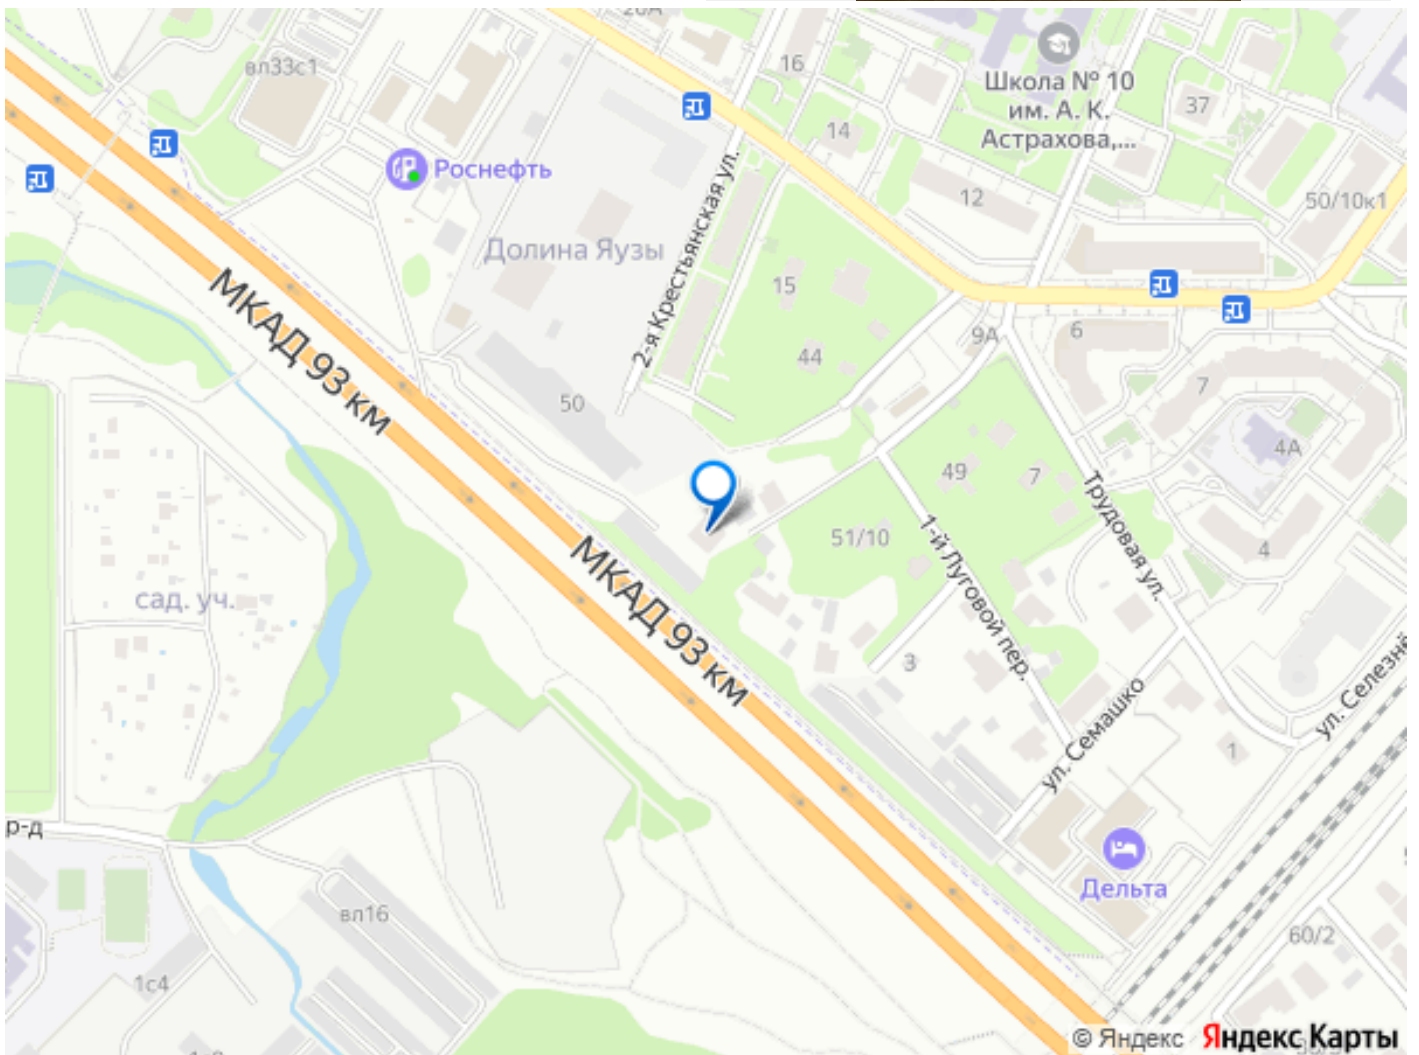 вл33с1
16
Школа № 10
им. А. К.
Астрахова,...
37
14
Роснефть
12
50/10к1
2-я Крестьянская ул.
Долина Яузы
15
МКАД 93 км
44
9А
6
50
7
4А
49
7
Трудовая ул.
51/10
1-й Луговой пер.
4
МКАД 93 км
сад. уч.
3
ул. Семашко
ул. Селезнё
1
р-д
Дельта
вл16
60/2
1с4
© Яндекс Яндекс Карты